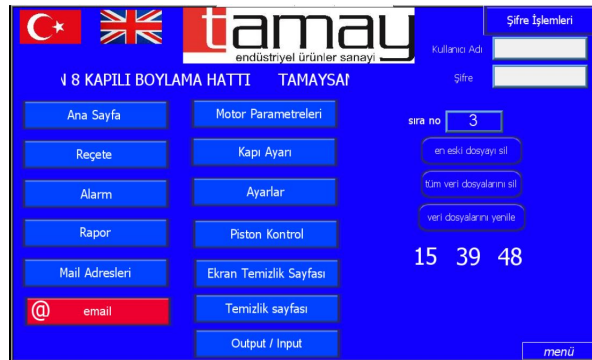 tamay
endüstriyel ürünler sanayi
Şifre İşlemleri
Kullanıcı Adı
Şifre
8 KAPILI BOYLAMA HATTI TAMAYSAN
Ana Sayfa
Motor Parametreleri
sıra no 3
Reçete
Kapı Ayarı
en eski dosyayı sil
Alarm
Ayarlar
tüm veri dosyalarını sil
Rapor
Piston Kontrol
veri dosyalarını yenile
15 39 48
Mail Adresleri
Ekran Temizlik Sayfası
@ email
Temizlik sayfası
Output / Input
menü